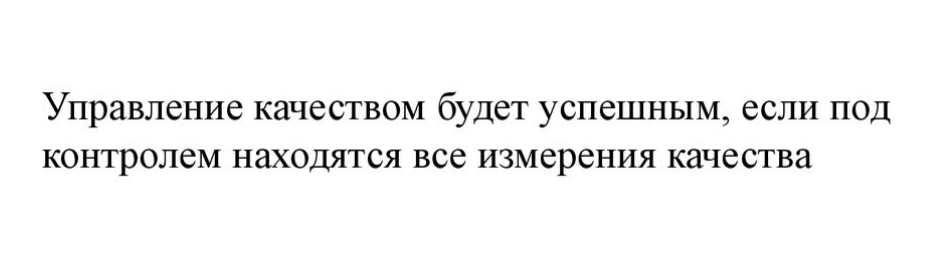 Управление качеством будет успешным, если под
контролем находятся все измерения качества